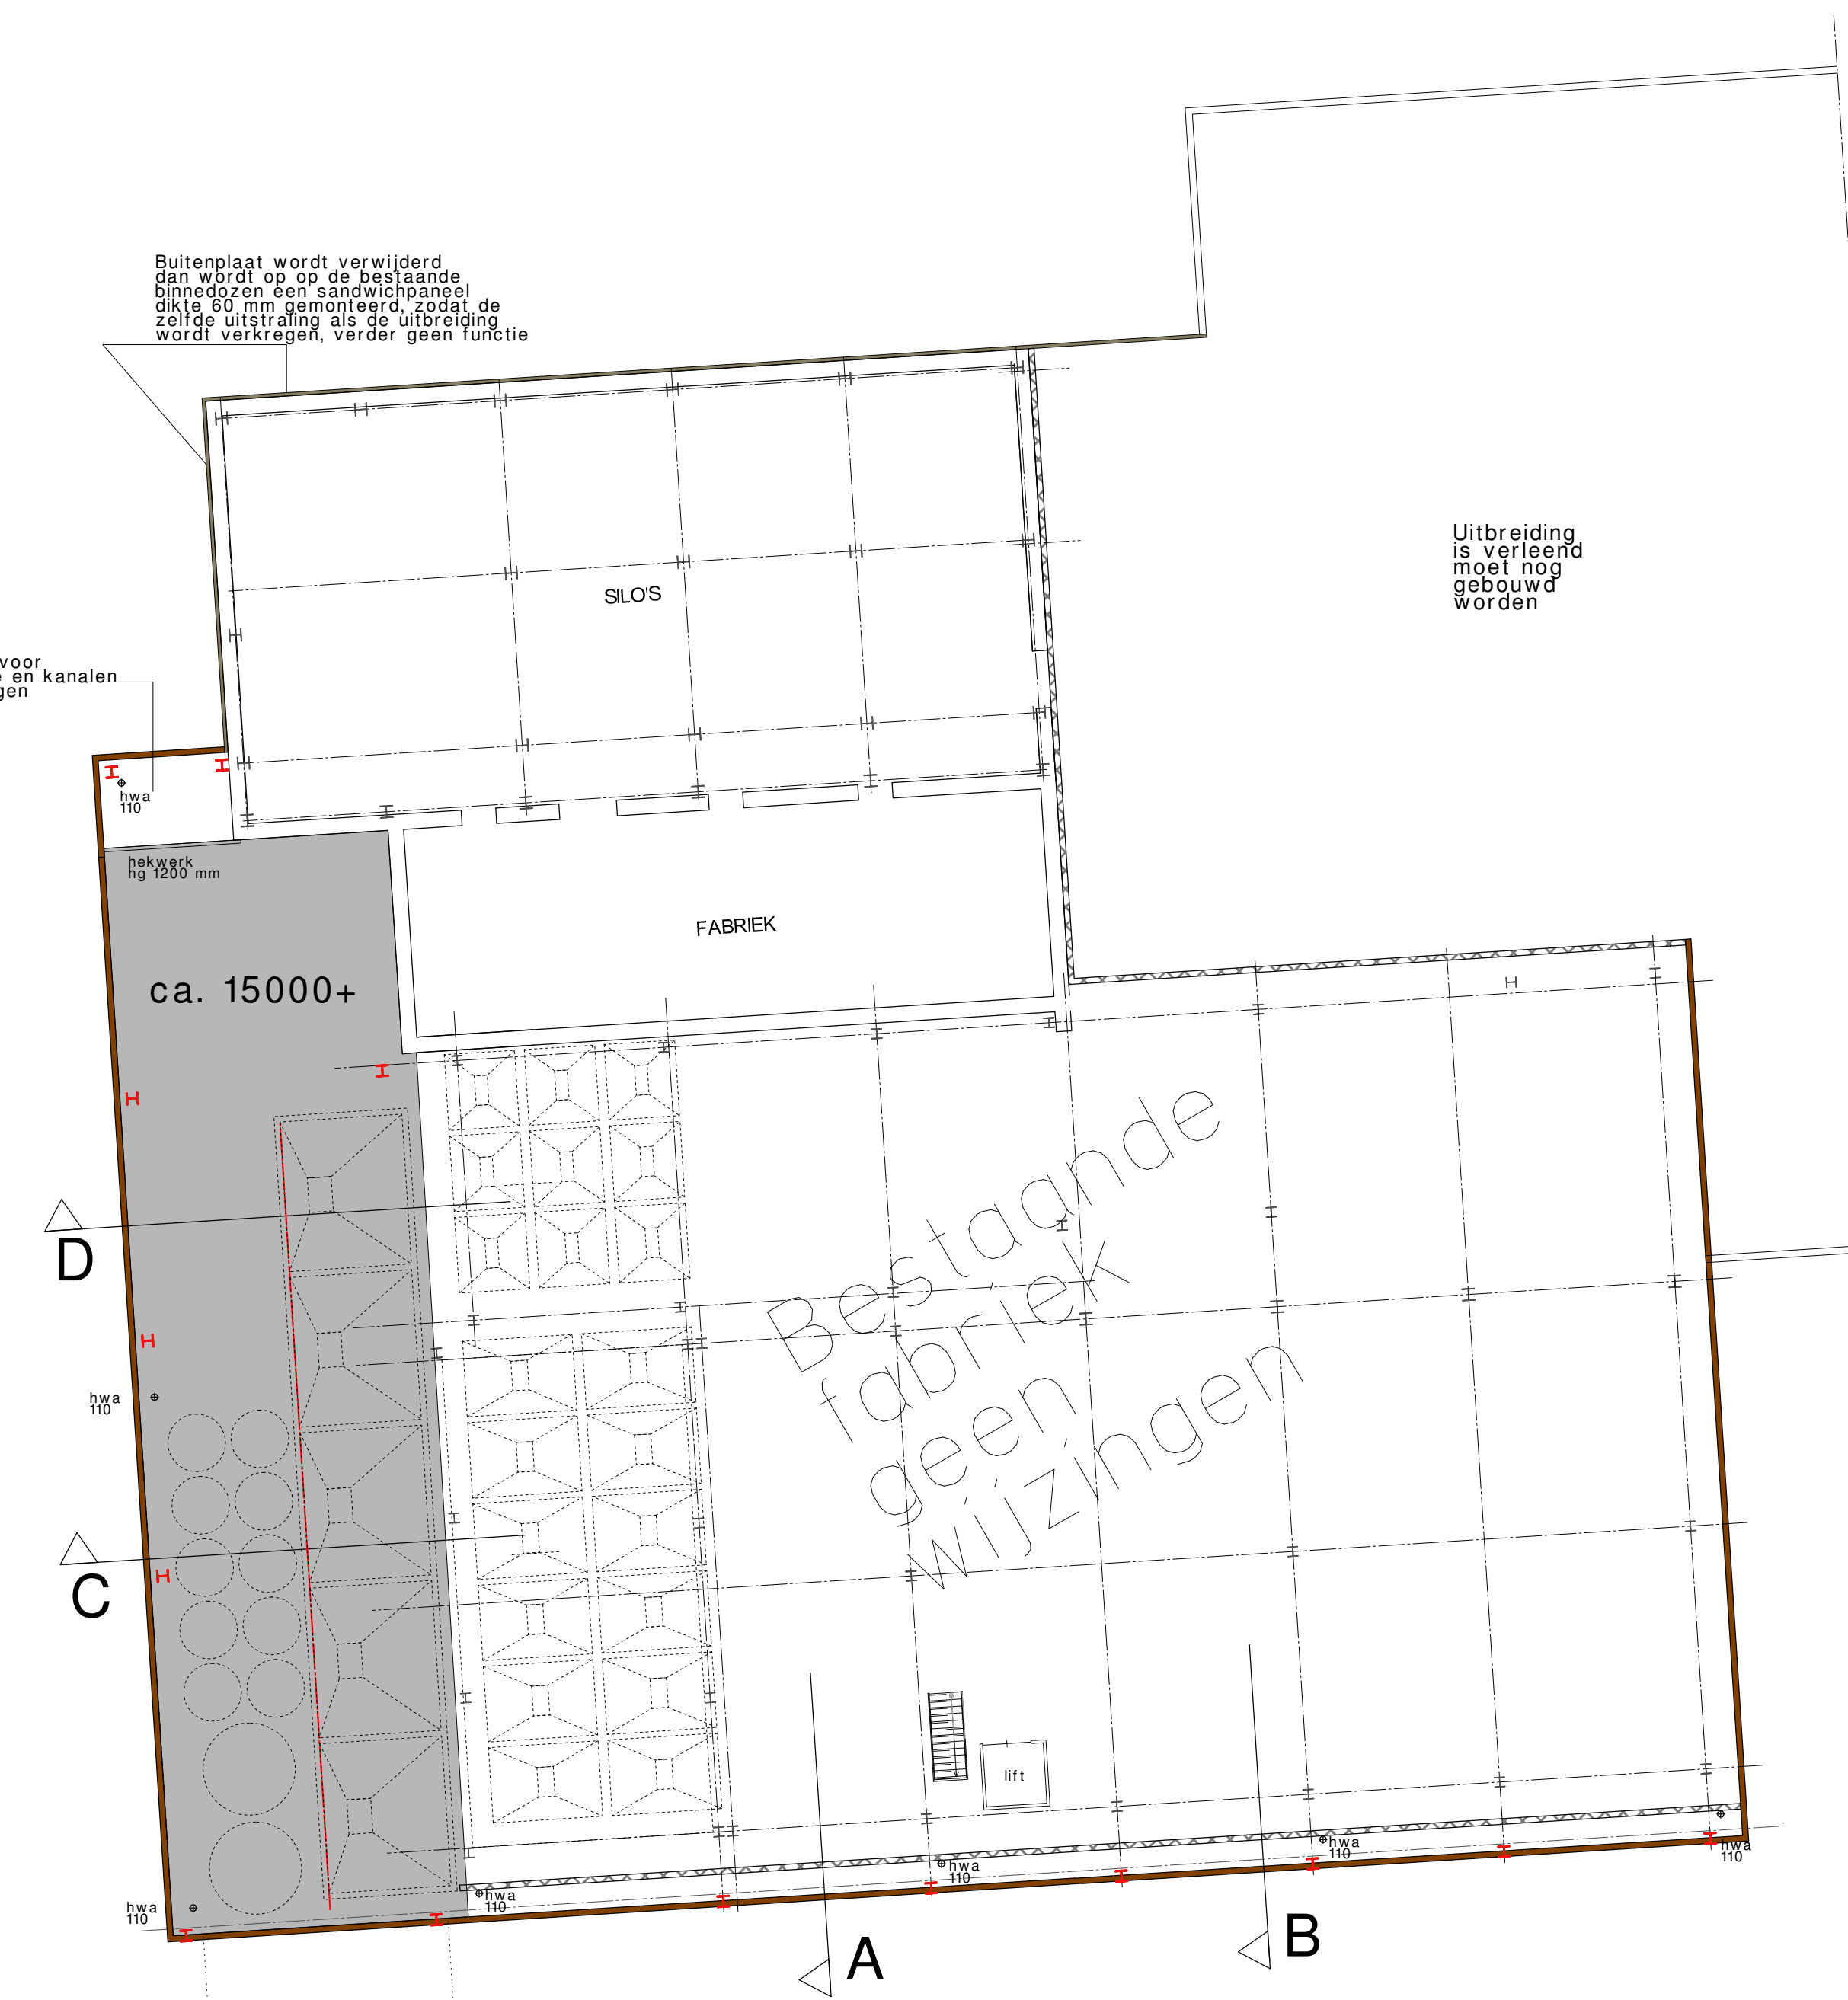 Buitenplaat wordt verwijderd
dan wordt op op de bestaande
binnedozen een sandwichpaneel
dikte 60 mm gemonteerd, zodat de
zelfde uitstraling als de uitbreiding
wordt verkregen, verder geen functie
Uitbreiding
is verleend
moet nog
gebouwd
worden
SILO'S
voor
en kanalen
gen
hwa
110
hekwerk
hg 1200 mm
FABRIEK
ca. 15000+
Bestaande
fabriek
geen
wijzingen
D
hwa
110
C
lift
hwa
110
hwa
110
hwa
110
hwa
110
hwa
110
A
B